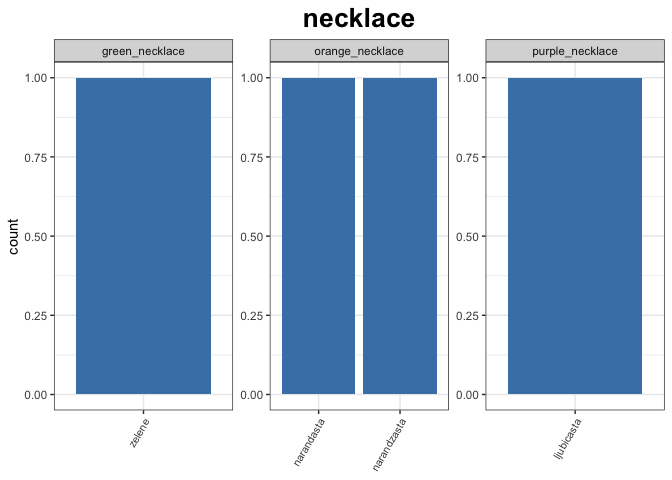 necklace
green_necklace orange_necklace purple_necklace
1.00 1.00 1.00
0.75 0.75 0.75
0.50 0.50 0.50
0.25 0.25 0.25
0.00 0.00 0.00
count
zelene narandasta narandzasta ljubicasta